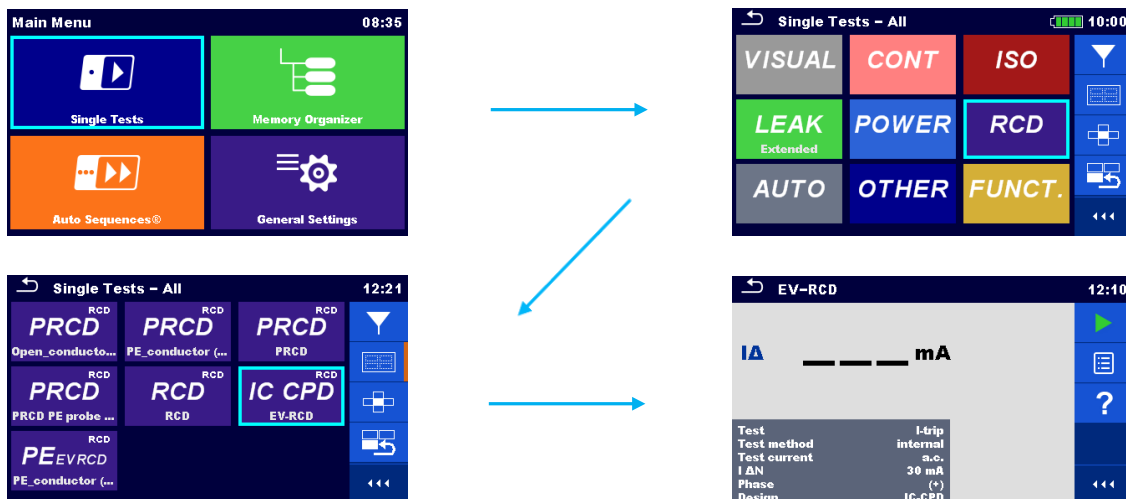 Main Menu 08:35
Single Tests
Memory Organizer
Auto Sequences®
General Settings
Single Tests – All 10:00
VISUAL CONT ISO
LEAK POWER RCD
Extended
AUTO OTHER FUNCT.
Single Tests – All 12:21
RCD
PRCD
Open_conducto...
RCD
PRCD
PE_conductor (...
RCD
PRCD
PRCD
RCD
PRCD
PRCD PE probe ...
RCD
RCD
RCD
RCD
IC CPD
EV-RCD
RCD
PE EVRCD
PE_conductor (...
EV-RCD 12:10
IΔ _ _ _ mA
?
Test I-trip
Test method internal
Test current a.c.
I ΔN 30 mA
Phase (+)
Design IC-CPD